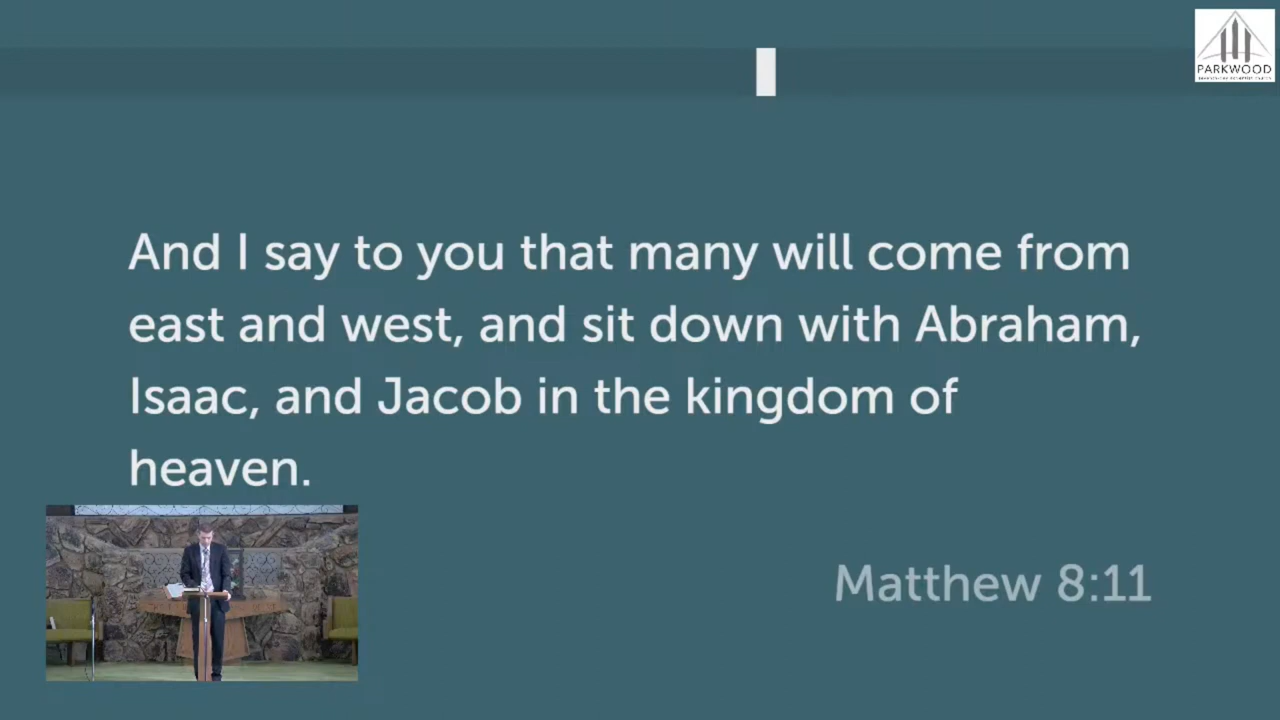 PARKWOOD
And I say to you that many will come from
east and west, and sit down with Abraham,
Isaac, and Jacob in the kingdom of
heaven.
Matthew 8:11